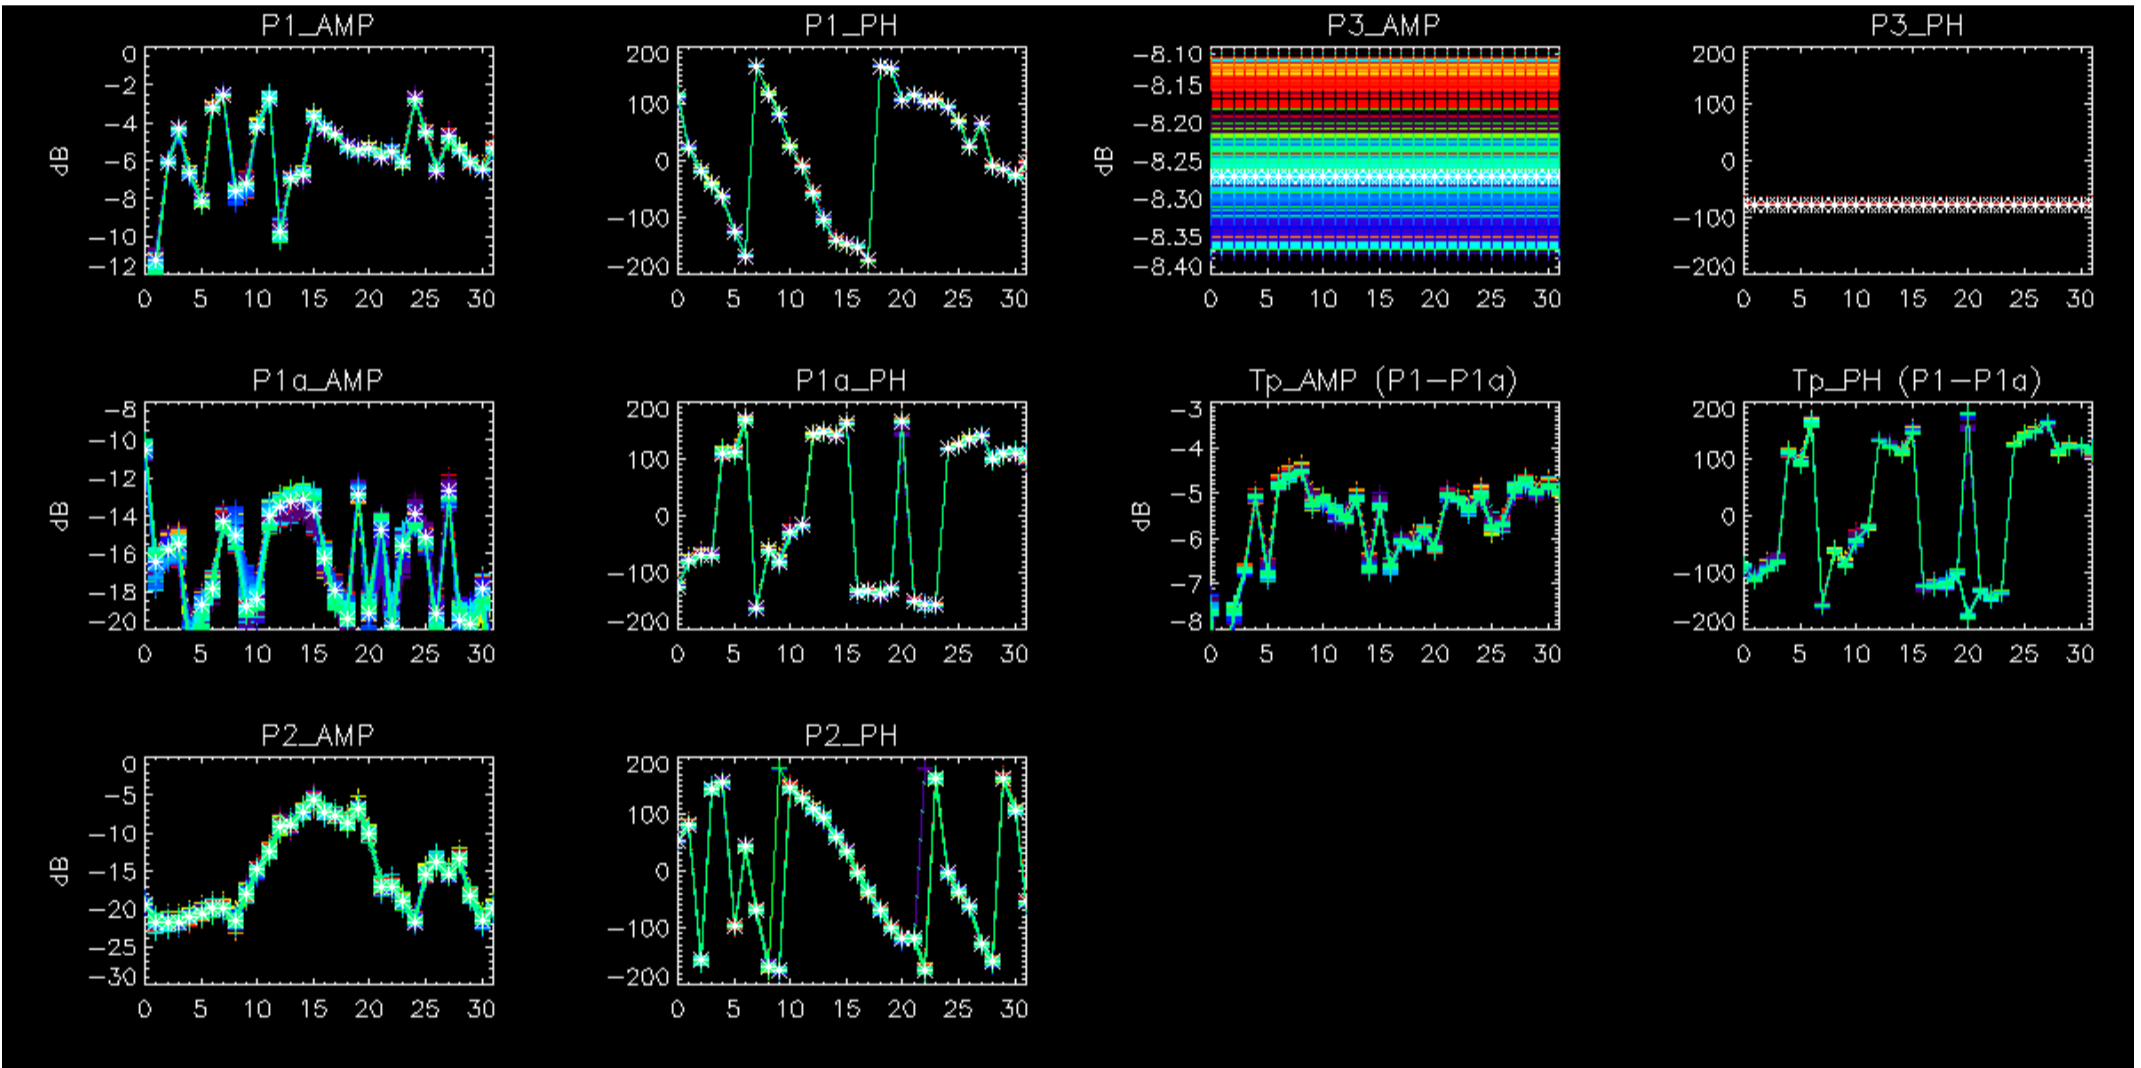 P1_AMP
0
−2
−4
−6
−8
−10
−12
dB
0 5 10 15 20 25 30
P1_PH
200
100
0
−100
−200
0 5 10 15 20 25 30
P3_AMP
−8.10
−8.15
−8.20
−8.25
−8.30
−8.35
−8.40
dB
0 5 10 15 20 25 30
P3_PH
200
100
0
−100
−200
0 5 10 15 20 25 30
P1a_AMP
−8
−10
−12
−14
−16
−18
−20
dB
0 5 10 15 20 25 30
P1a_PH
200
100
0
−100
−200
0 5 10 15 20 25 30
Tp_AMP (P1−P1a)
−3
−4
−5
−6
−7
−8
dB
0 5 10 15 20 25 30
Tp_PH (P1−P1a)
200
100
0
−100
−200
0 5 10 15 20 25 30
P2_AMP
0
−5
−10
−15
−20
−25
−30
dB
0 5 10 15 20 25 30
P2_PH
200
100
0
−100
−200
0 5 10 15 20 25 30